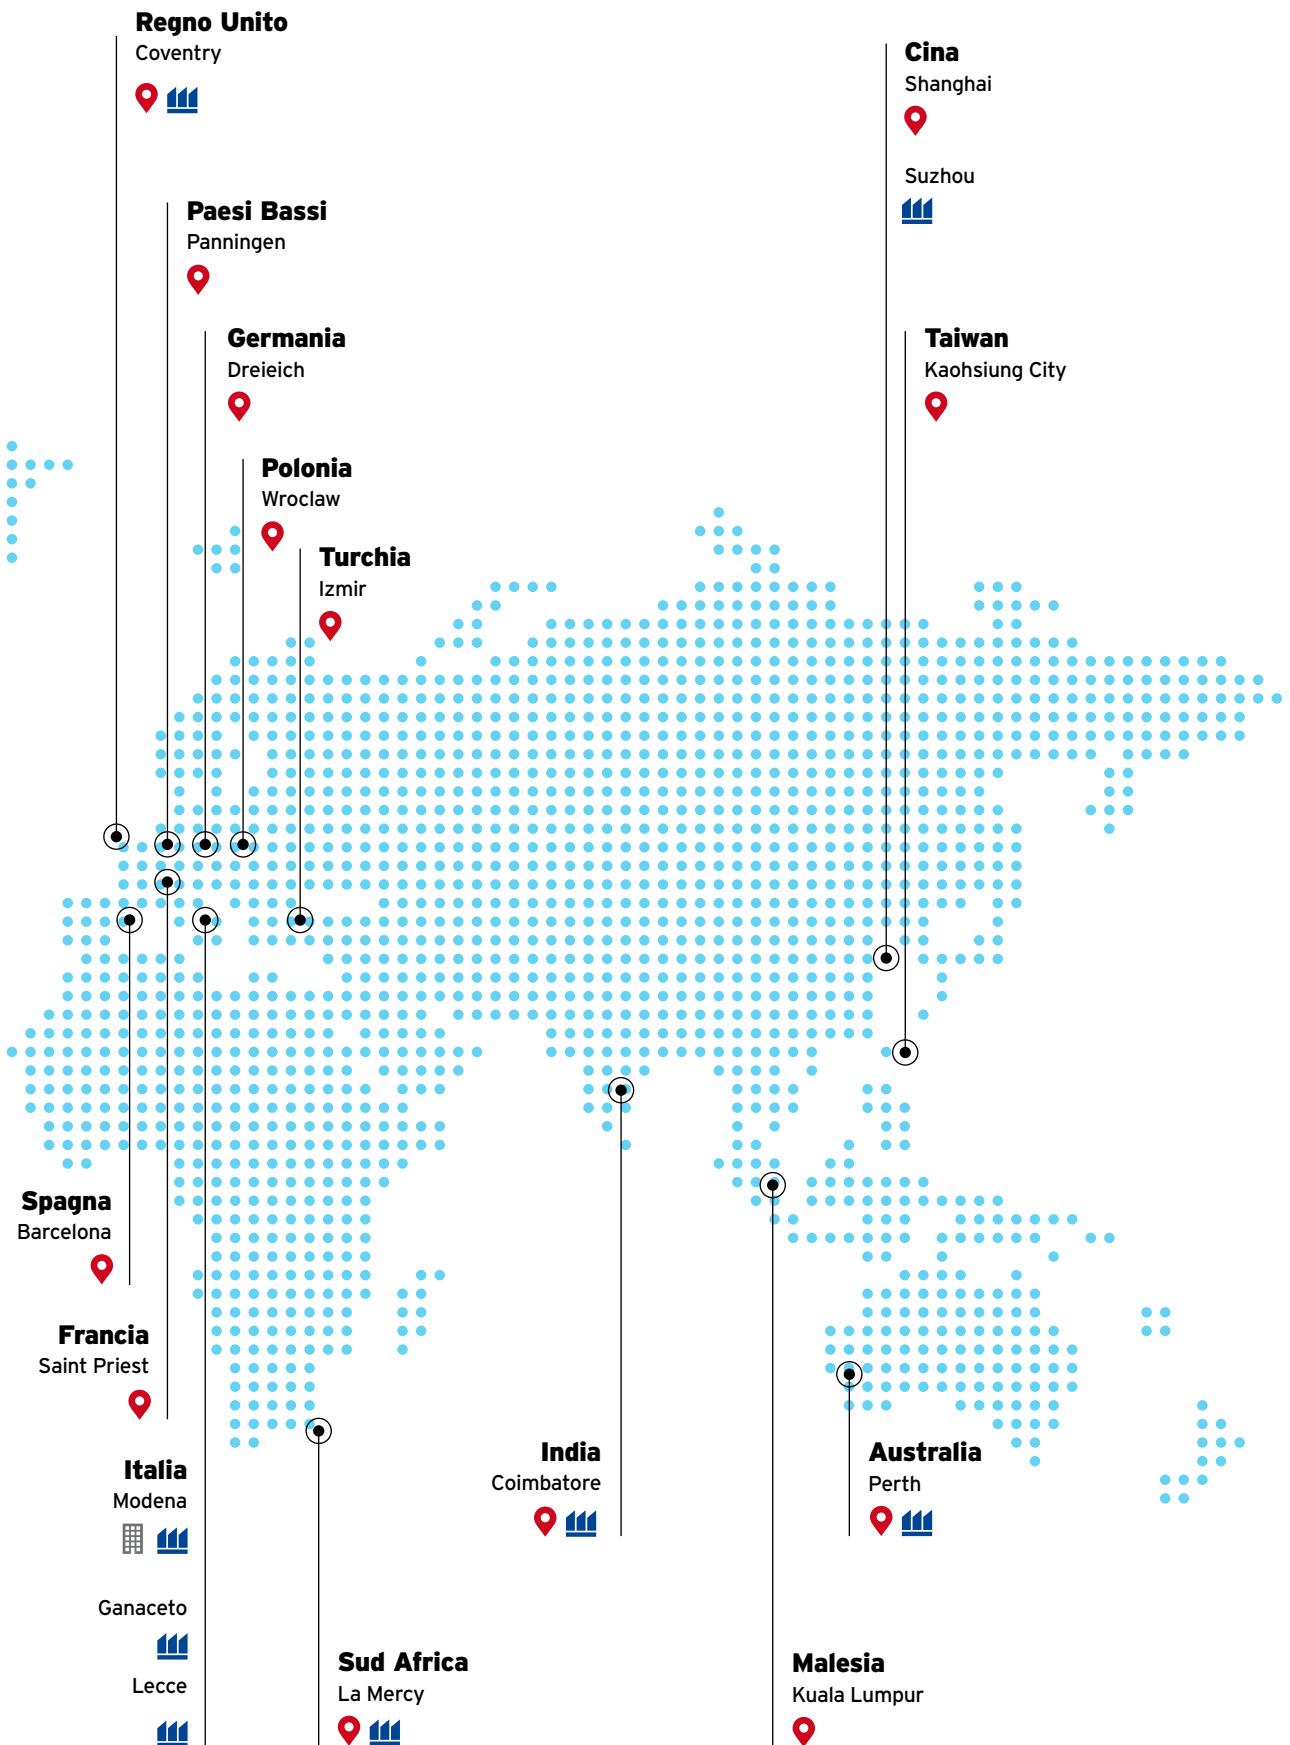 Regno Unito
Coventry
Cina
Shanghai
Suzhou
Paesi Bassi
Panningen
Germania
Dreieich
Taiwan
Kaohsiung City
Polonia
Wroclaw
Turchia
Izmir
Spagna
Barcelona
Francia
Saint Priest
Italia
Modena
Ganaceto
Lecce
India
Coimbatore
Australia
Perth
Sud Africa
La Mercy
Malesia
Kuala Lumpur